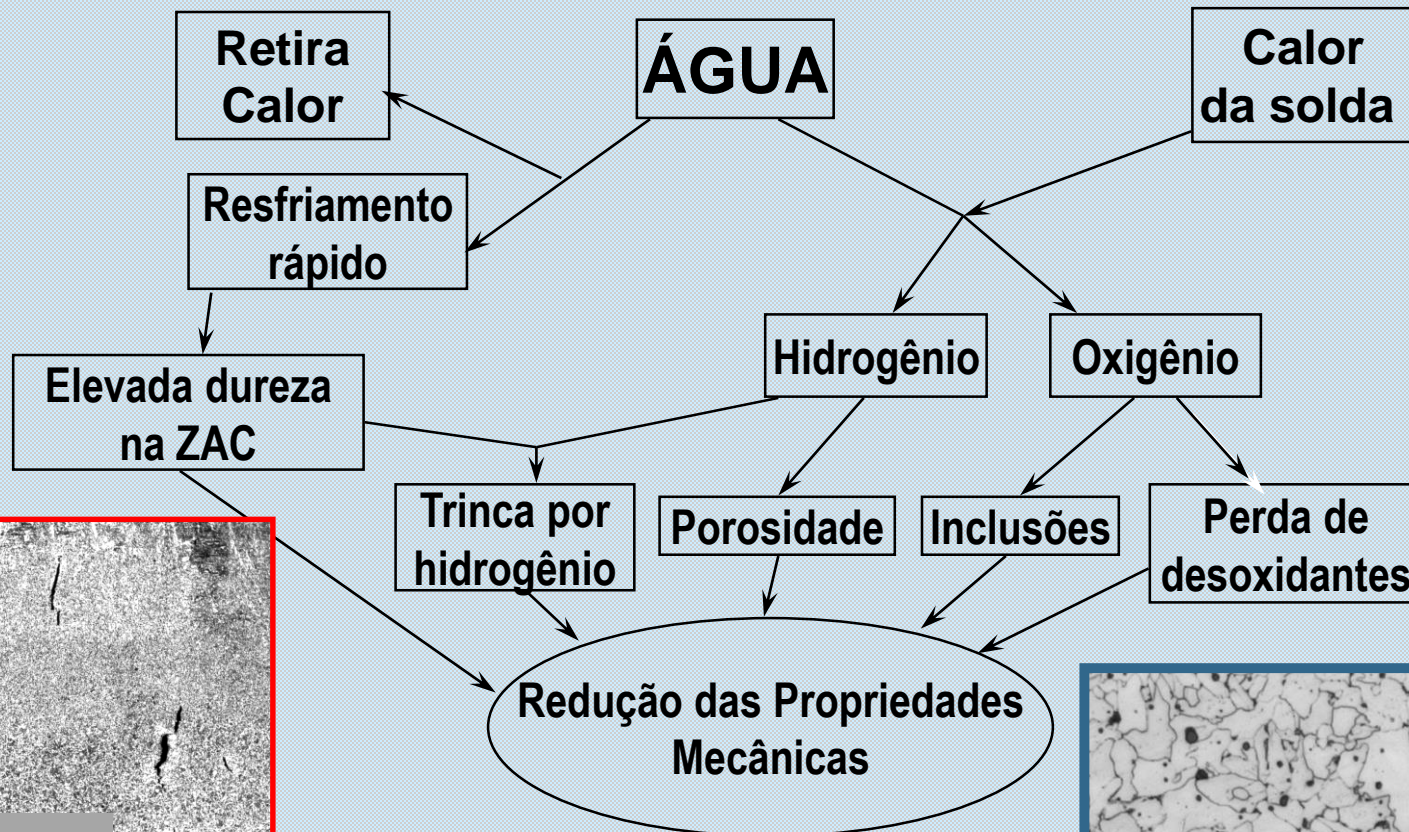 Retira
Calor
ÁGUA
Calor
da solda
Resfriamento
rápido
Elevada dureza
na ZAC
Hidrogênio
Oxigênio
Trinca por
hidrogênio
Porosidade
Inclusões
Perda de
desoxidantes
Redução das Propriedades
Mecânicas